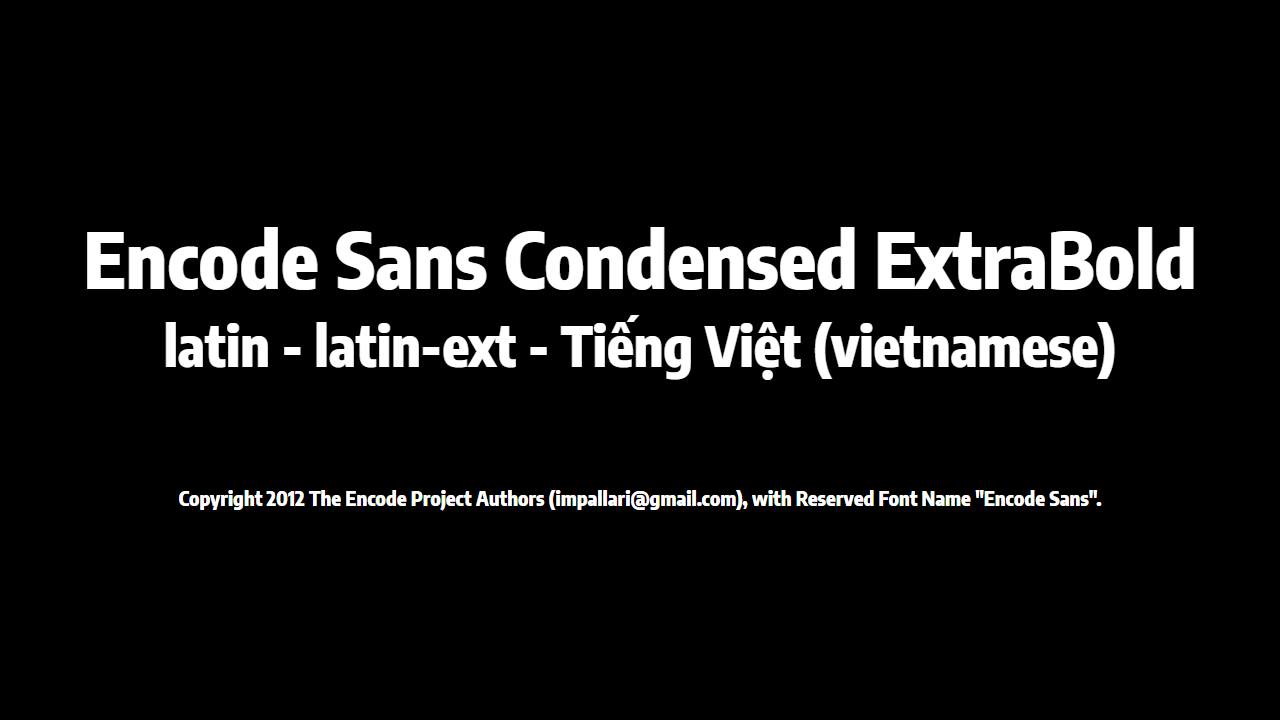 Encode Sans Condensed ExtraBold
latin - latin-ext - Tiếng Việt (vietnamese)
Copyright 2012 The Encode Project Authors (impallari@gmail.com), with Reserved Font Name "Encode Sans".